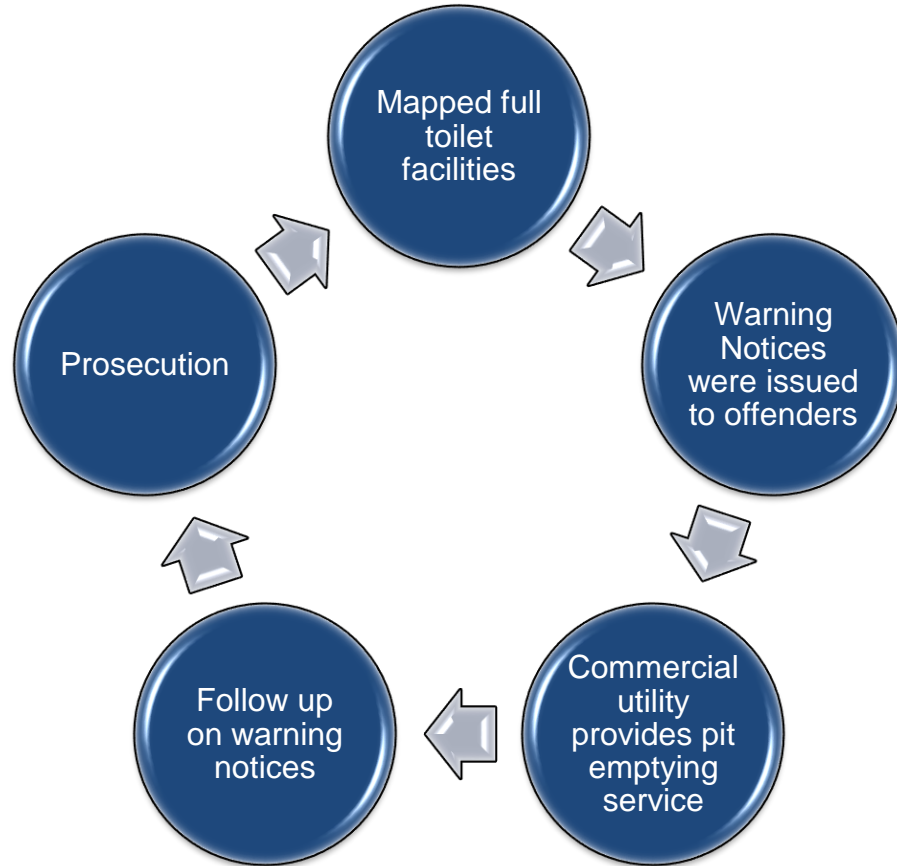 Mapped full
toilet
facilities
Warning
Notices
were issued
to offenders
Commercial
utility
provides pit
emptying
service
Follow up
on warning
notices
Prosecution